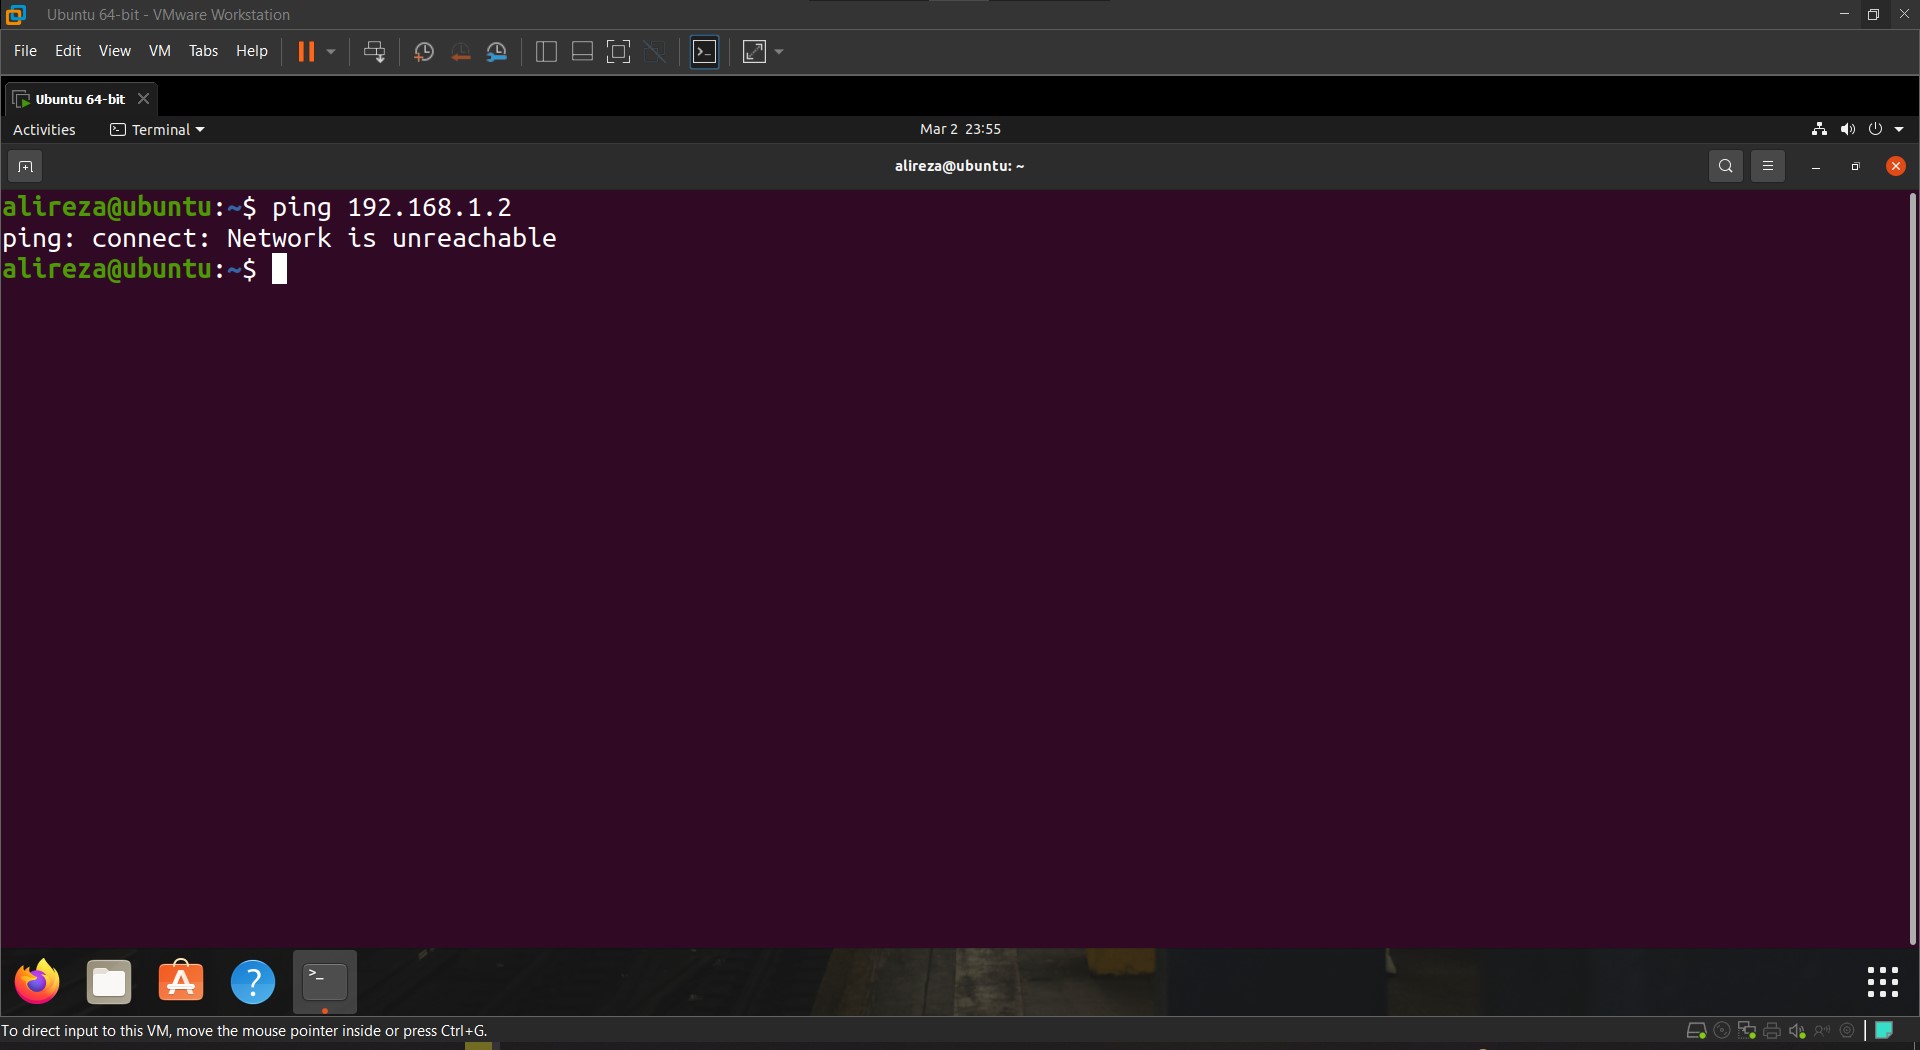 Ubuntu 64-bit - VMware Workstation
File Edit View VM Tabs Help
Ubuntu 64-bit
Activities Terminal Mar 2 23:55
alireza@ubuntu: ~
alireza@ubuntu:~$ ping 192.168.1.2
ping: connect: Network is unreachable
alireza@ubuntu:~$
To direct input to this VM, move the mouse pointer inside or press Ctrl+G.